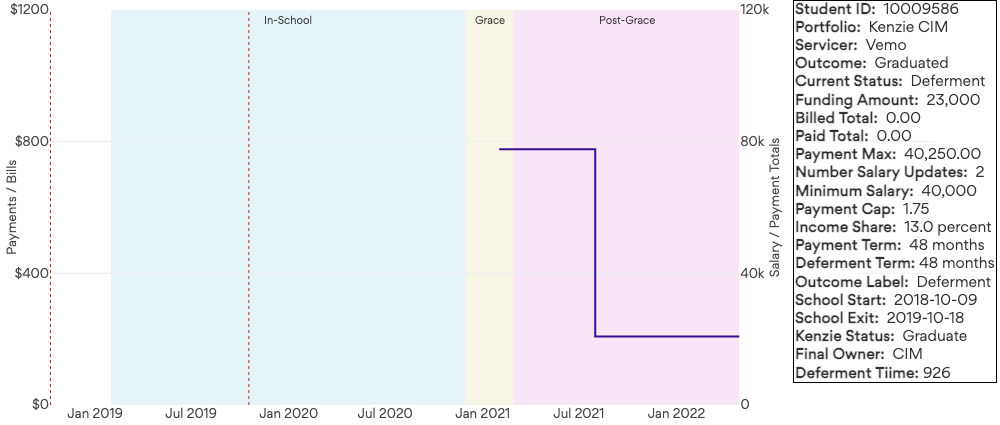 $1200
$800
$400
$0
Payments / Bills
In-School
Grace
Post-Grace
120k
80k
40k
0
Salary / Payment Totals
Jan 2019
Jul 2019
Jan 2020
Jul 2020
Jan 2021
Jul 2021
Jan 2022
Student ID: 10009586
Portfolio: Kenzie CIM
Servicer: Vemo
Outcome: Graduated
Current Status: Deferment
Funding Amount: 23,000
Billed Total: 0.00
Paid Total: 0.00
Payment Max: 40,250.00
Number Salary Updates: 2
Minimum Salary: 40,000
Payment Cap: 1.75
Income Share: 13.0 percent
Payment Term: 48 months
Deferment Term: 48 months
Outcome Label: Deferment
School Start: 2018-10-09
School Exit: 2019-10-18
Kenzie Status: Graduate
Final Owner: CIM
Deferment Tiime: 926